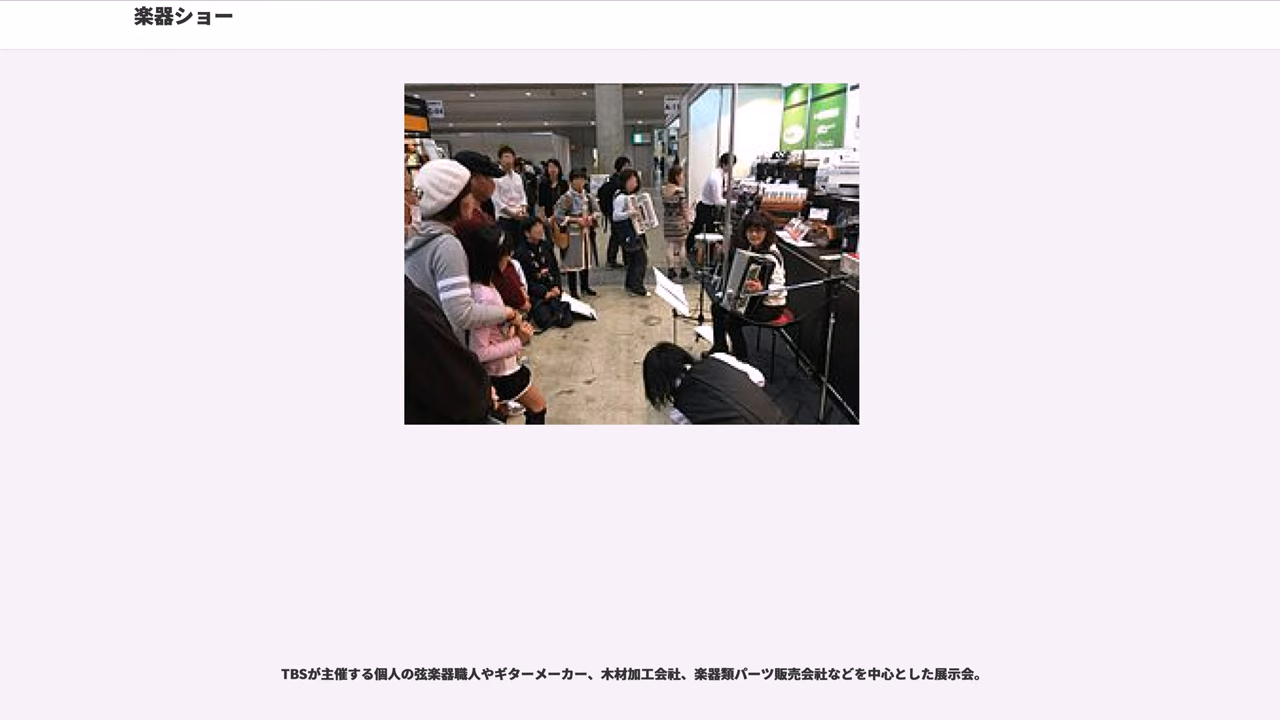 楽器ショー
TBSが主催する個人の弦楽器職人やギターメーカー、木材加工会社、楽器類パーツ販売会社などを中心とした展示会。